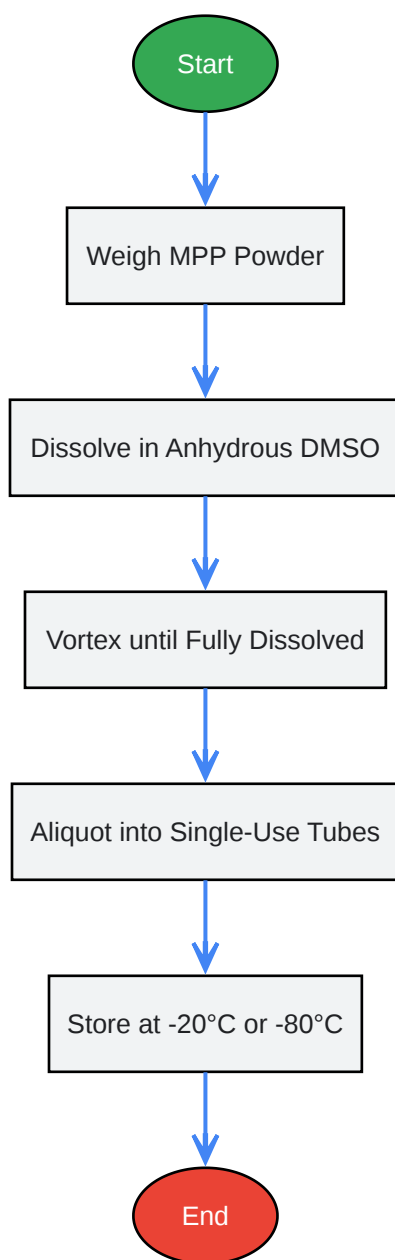 Start
Weigh MPP Powder
Dissolve in Anhydrous DMSO
Vortex until Fully Dissolved
Aliquot into Single-Use Tubes
Store at -20°C or -80°C
End